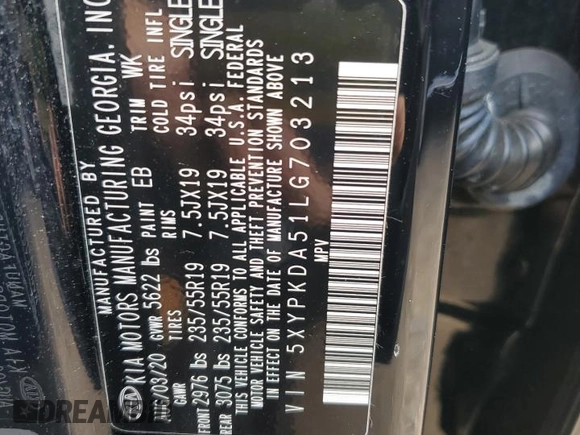 MANUFACTURED BY
KIA MOTORS MANUFACTURING GEORGIA, INC
06/03/20 GVWR 5622 lbs PAINT EB TRIM WK
GAWR TIRES RIMS COLD TIRE INFL
FRONT 2976 lbs 235/55R19 7.5JX19 34psi SINGLE
REAR 3075 lbs 235/55R19 7.5JX19 34psi SINGLE
THIS VEHICLE CONFORMS TO ALL APPLICABLE U.S.A. FEDERAL
MOTOR VEHICLE SAFETY AND THEFT PREVENTION STANDARDS
IN EFFECT ON THE DATE OF MANUFACTURE SHOWN ABOVE
VIN 5XYPKDA51LG703213
MPV